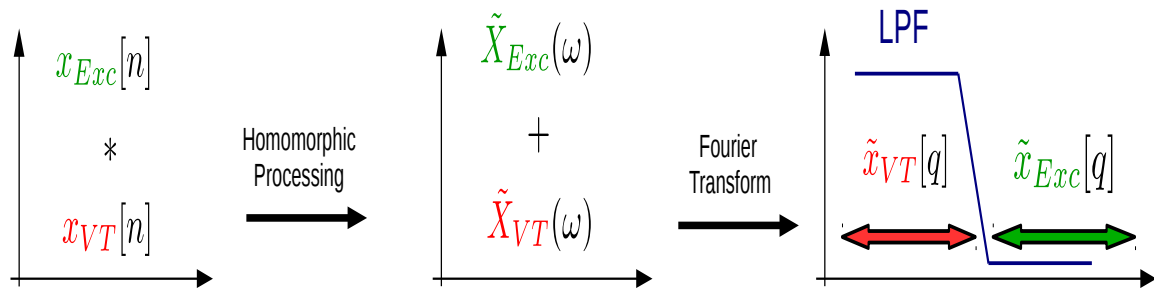 x_{Exc}[n]
*
x_{VT}[n]
Homomorphic
Processing
X̃_{Exc}(ω)
+
X̃_{VT}(ω)
Fourier
Transform
LPF
x̃_{VT}[q]
x̃_{Exc}[q]